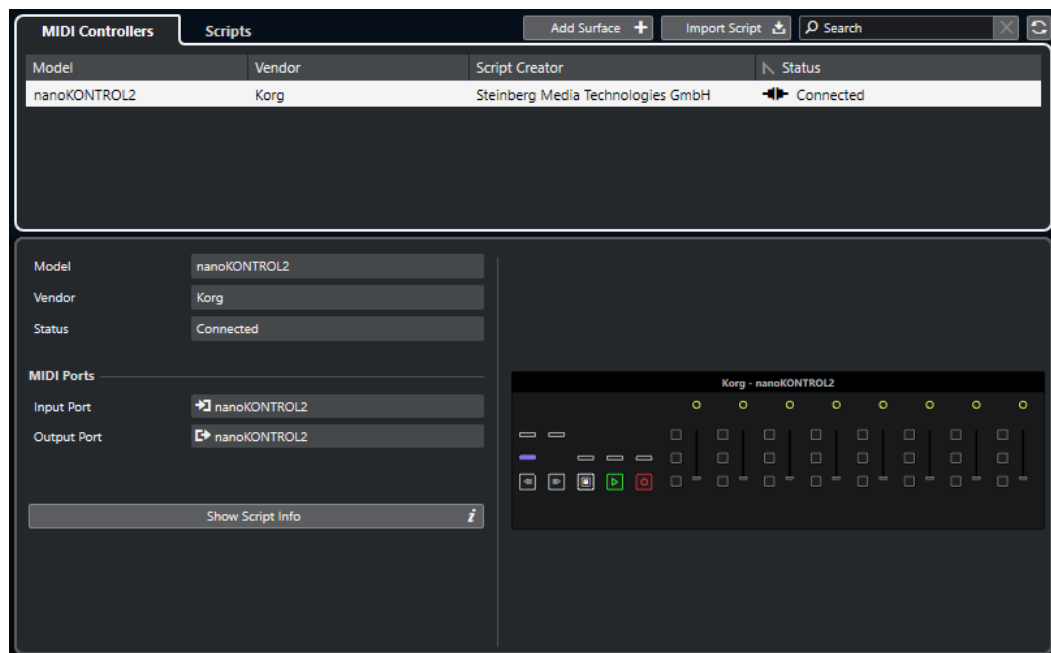 MIDI Controllers Scripts Add Surface Import Script Search
Model Vendor Script Creator Status
nanoKONTROL2 Korg Steinberg Media Technologies GmbH Connected
Model nanoKONTROL2
Vendor Korg
Status Connected
MIDI Ports
Input Port nanoKONTROL2
Output Port nanoKONTROL2
Show Script Info i
Korg - nanoKONTROL2